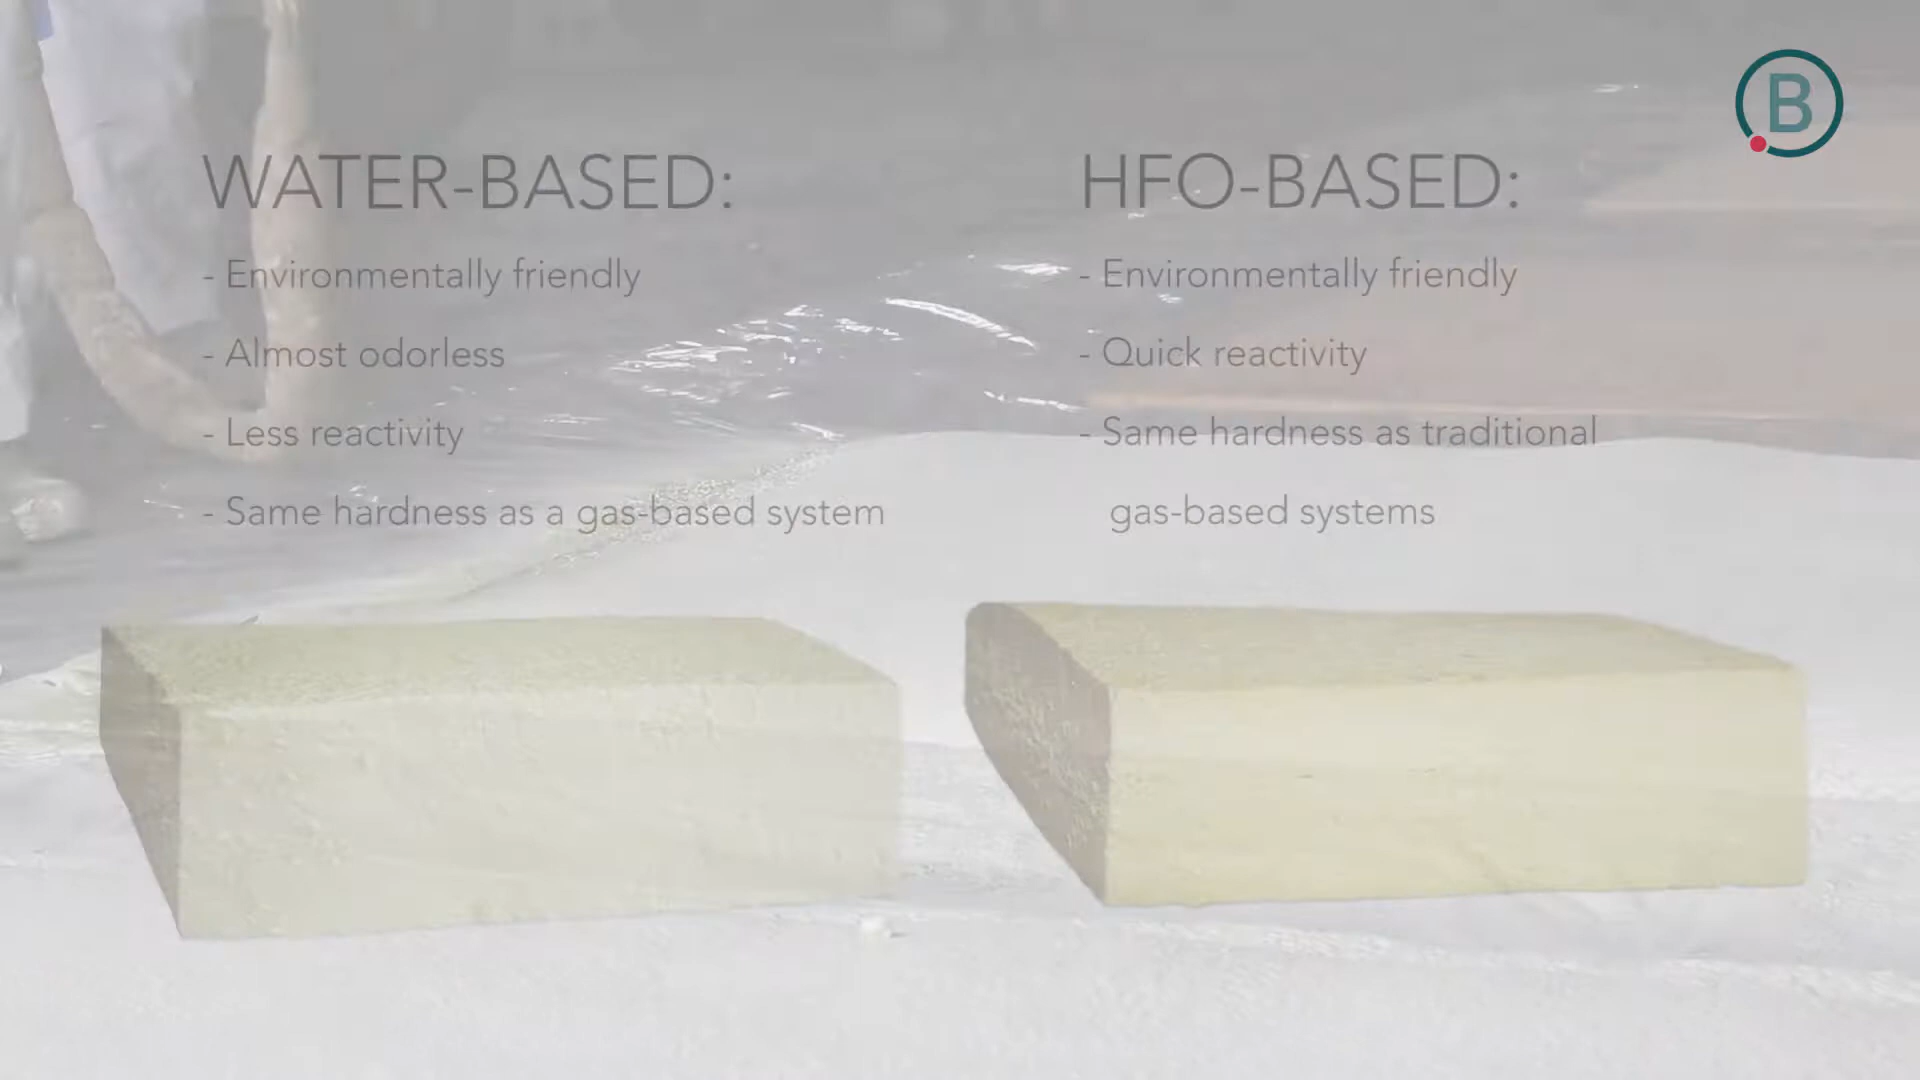 B
WATER-BASED:
- Environmentally friendly
- Almost odorless
- Less reactivity
- Same hardness as a gas-based system
HFO-BASED:
- Environmentally friendly
- Quick reactivity
- Same hardness as traditional
gas-based systems